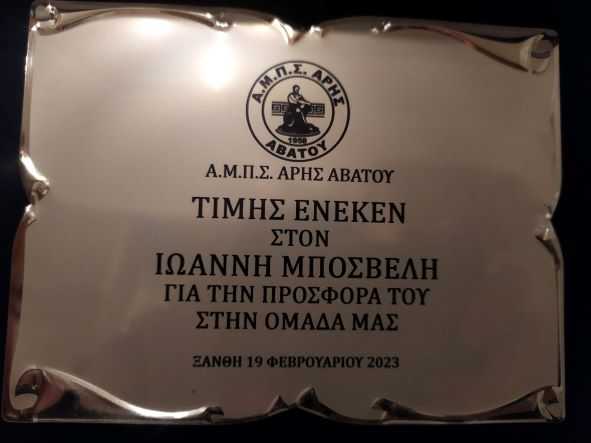 Α.Μ.Π.Σ. ΑΡΗΣ
1958
ΑΒΑΤΟΥ
Α.Μ.Π.Σ. ΑΡΗΣ ΑΒΑΤΟΥ
ΤΙΜΗΣ ΕΝΕΚΕΝ
ΣΤΟΝ
ΙΩΑΝΝΗ ΜΠΟΣΒΕΛΗ
ΓΙΑ ΤΗΝ ΠΡΟΣΦΟΡΑ ΤΟΥ
ΣΤΗΝ ΟΜΑΔΑ ΜΑΣ
ΞΑΝΘΗ 19 ΦΕΒΡΟΥΑΡΙΟΥ 2023